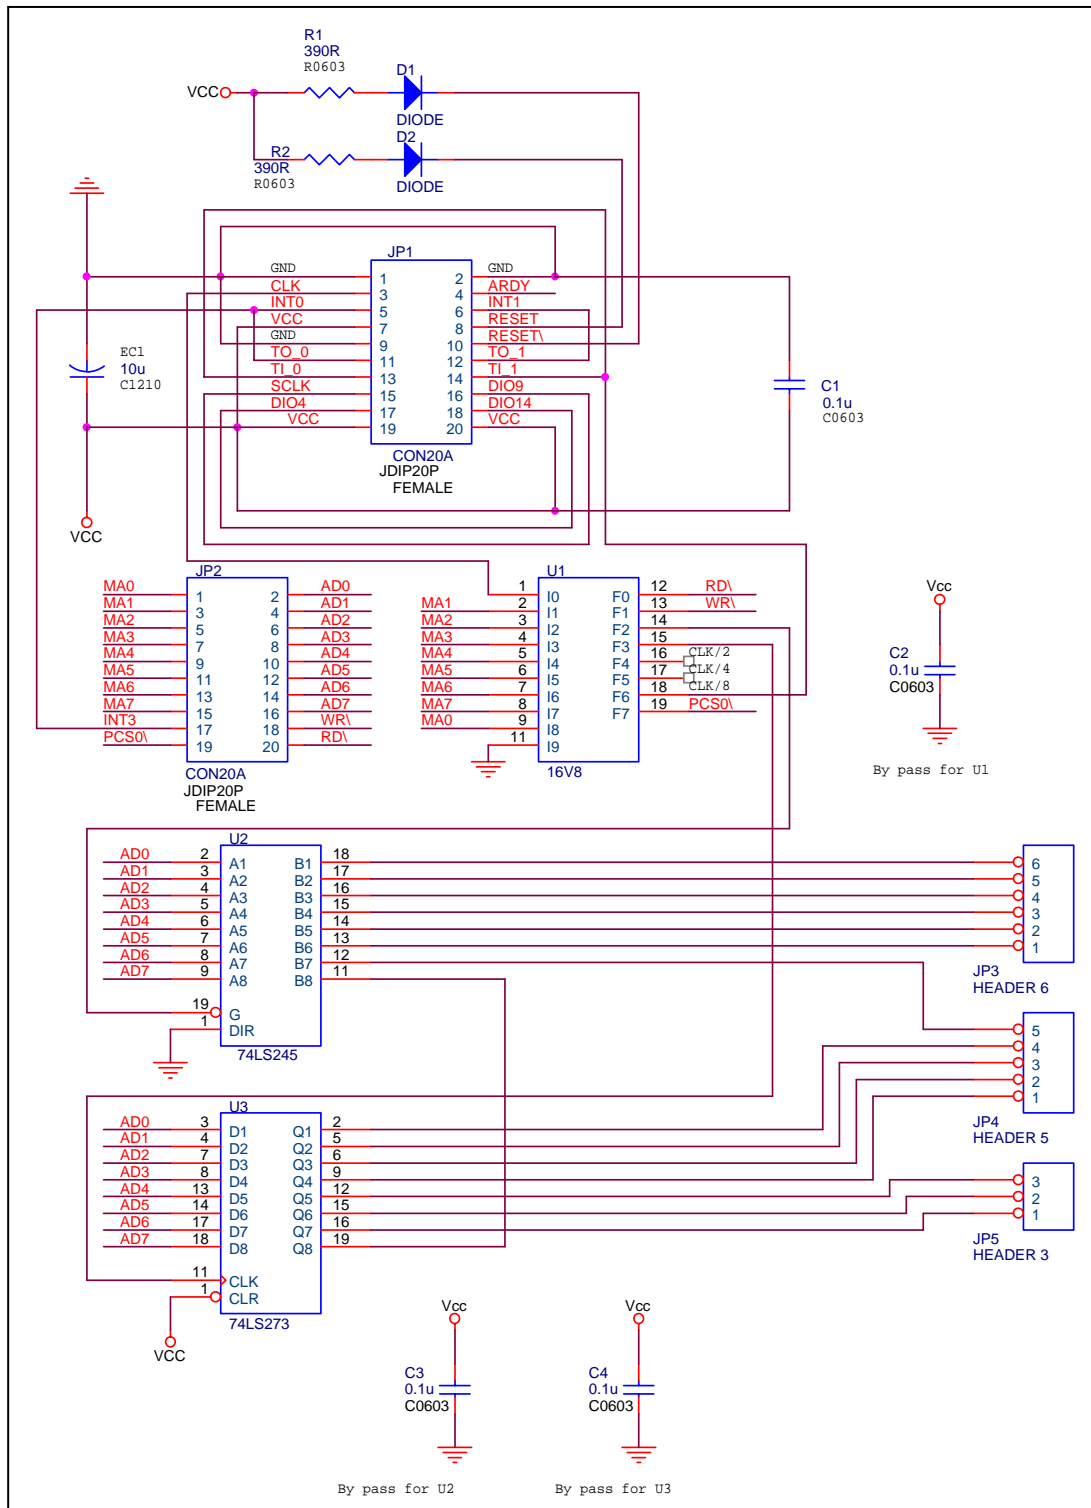 R1
390R
R0603
VCC
D1
DIODE
D2
R2
390R
R0603
DIODE
JP1
GND 1 2 GND
CLK 3 4 ARDY
INT0 5 6 INT1
VCC 7 8 RESET
GND 9 10 RESET\
TO_0 11 12 TO_1
TI_0 13 14 TI_1
SCLK 15 16 DIO9
DIO4 17 18 DIO14
VCC 19 20 VCC
CON20A
JDIP20P
FEMALE
EC1
10u
C1210
VCC
C1
0.1u
C0603
JP2
MA0 1 2 AD0
MA1 3 4 AD1
MA2 5 6 AD2
MA3 7 8 AD3
MA4 9 10 AD4
MA5 11 12 AD5
MA6 13 14 AD6
MA7 15 16 AD7
INT3 17 18 WR\
PCS0\ 19 20 RD\
CON20A
JDIP20P
FEMALE
U1
1 I0 F0 12 RD\
MA1 2 I1 F1 13 WR\
MA2 3 I2 F2 14
MA3 4 I3 F3 15
MA4 5 I4 F4 16 CLK/2
MA5 6 I5 F5 17 CLK/4
MA6 7 I6 F6 18 CLK/8
MA7 8 I7 F7 19 PCS0\
MA0 9 I8
11 I9
16V8
Vcc
C2
0.1u
C0603
By pass for U1
U2
AD0 2 A1 B1 18
AD1 3 A2 B2 17
AD2 4 A3 B3 16
AD3 5 A4 B4 15
AD4 6 A5 B5 14
AD5 7 A6 B6 13
AD6 8 A7 B7 12
AD7 9 A8 B8 11
19 G
1 DIR
74LS245
6
5
4
3
2
1
JP3
HEADER 6
5
4
3
2
1
JP4
HEADER 5
U3
AD0 3 D1 Q1 2
AD1 4 D2 Q2 5
AD2 7 D3 Q3 6
AD3 8 D4 Q4 9
AD4 13 D5 Q5 12
AD5 14 D6 Q6 15
AD6 17 D7 Q7 16
AD7 18 D8 Q8 19
11 CLK
1 CLR
74LS273
VCC
3
2
1
JP5
HEADER 3
Vcc
C3
0.1u
C0603
By pass for U2
Vcc
C4
0.1u
C0603
By pass for U3